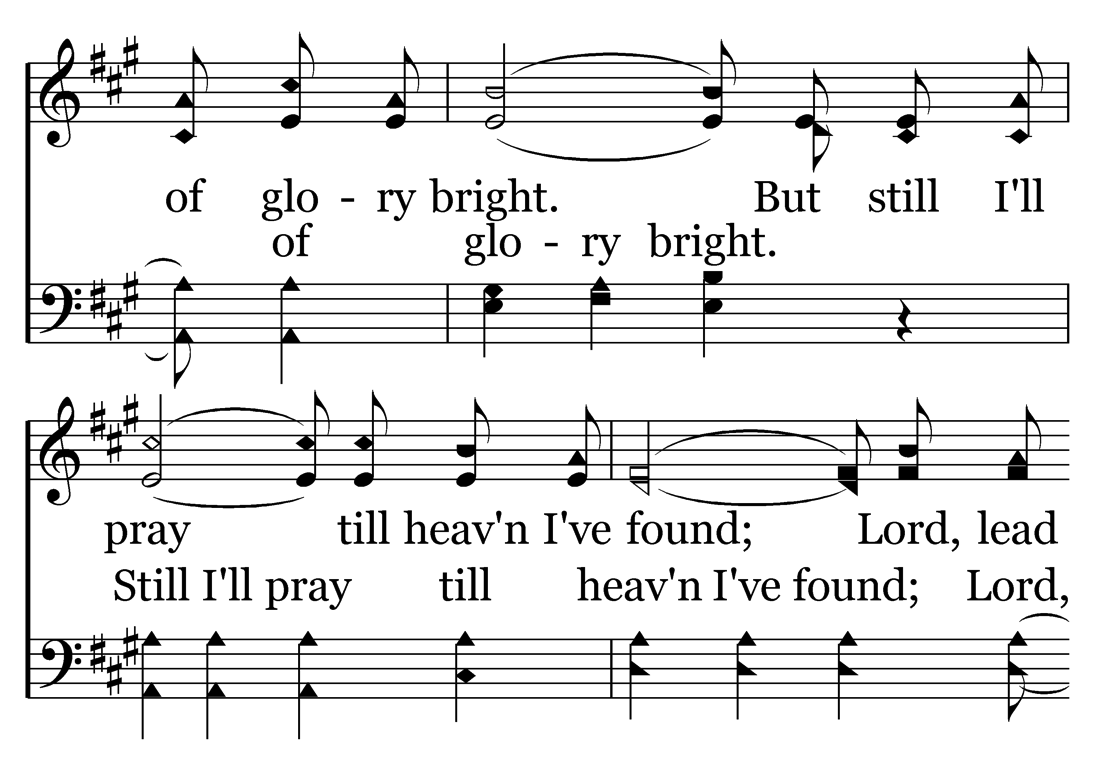 of glo - ry bright. But still I'll
of glo - ry bright.
pray till heav'n I've found; Lord, lead
Still I'll pray till heav'n I've found; Lord,